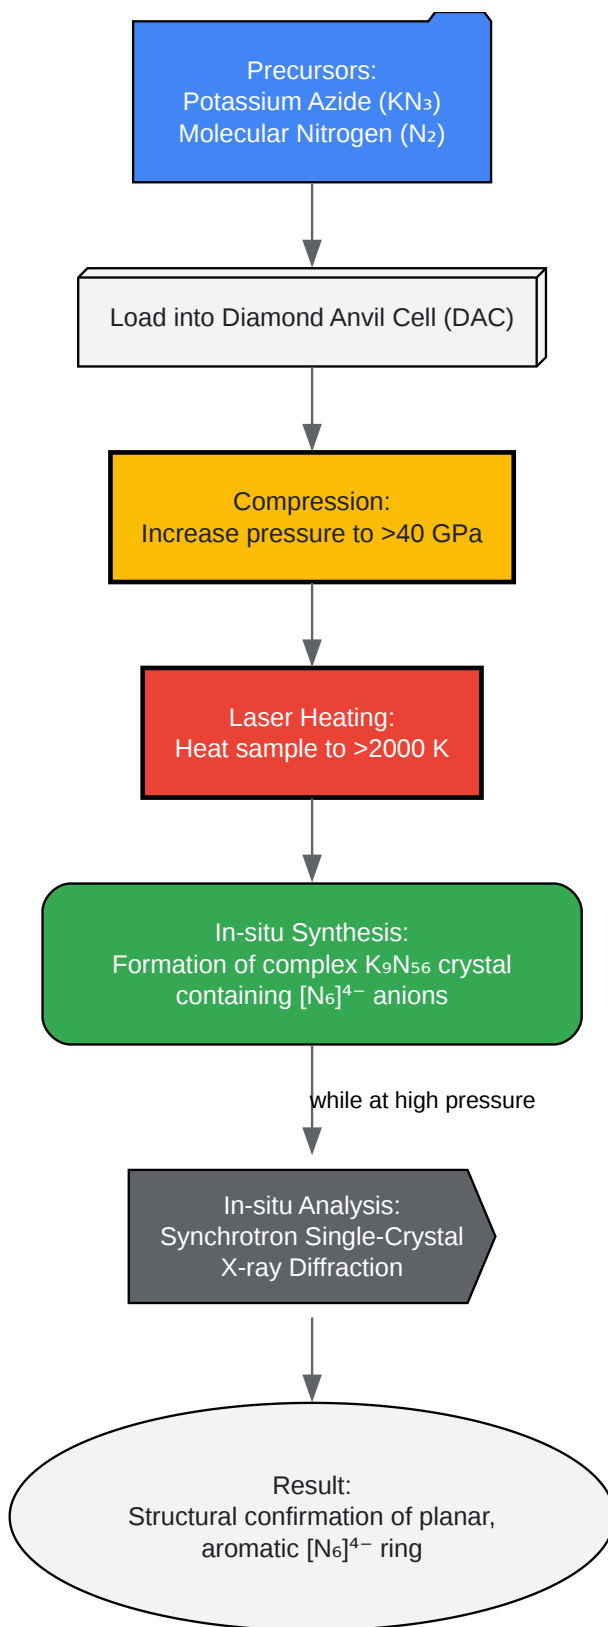 Precursors:
Potassium Azide (KN₃)
Molecular Nitrogen (N₂)
Load into Diamond Anvil Cell (DAC)
Compression:
Increase pressure to >40 GPa
Laser Heating:
Heat sample to >2000 K
In-situ Synthesis:
Formation of complex K₉N₅₆ crystal
containing [N₆]⁴⁻ anions
while at high pressure
In-situ Analysis:
Synchrotron Single-Crystal
X-ray Diffraction
Result:
Structural confirmation of planar,
aromatic [N₆]⁴⁻ ring